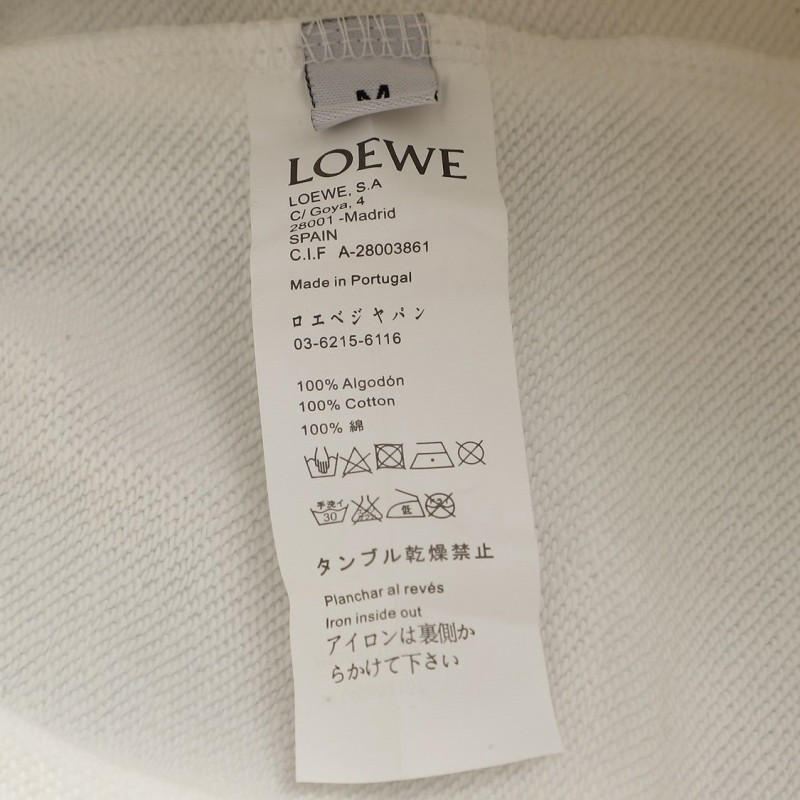 M
LOEWE
LOEWE, S.A
C/ Goya, 4
28001 -Madrid
SPAIN
C.I.F A-28003861
Made in Portugal
ロエベジャパン
03-6215-6116
100% Algodón
100% Cotton
100% 綿
手洗イ
30
低
タンブル乾燥禁止
Planchar al revés
Iron inside out
アイロンは裏側か
らかけて下さい